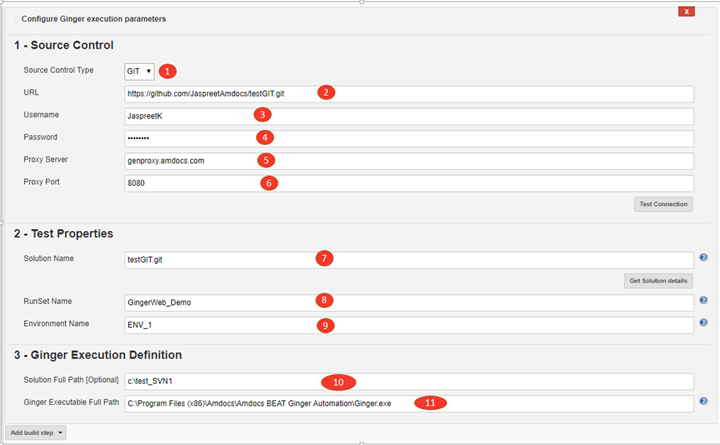 Configure Ginger execution parameters
X
1 - Source Control
Source Control Type GIT ▼ 1
URL https://github.com/JaspreetAmdocs/testGIT.git 2
Username JaspreetK 3
Password •••••••• 4
Proxy Server genproxy.amdocs.com 5
Proxy Port 8080 6
Test Connection
2 - Test Properties
Solution Name testGIT.git 7
Get Solution details
RunSet Name GingerWeb_Demo 8
Environment Name ENV_1 9
3 - Ginger Execution Definition
Solution Full Path [Optional] c:\test_SVN1 10
Ginger Executable Full Path C:\Program Files (x86)\Amdocs\Amdocs BEAT Ginger Automation\Ginger.exe 11
Add build step ▼